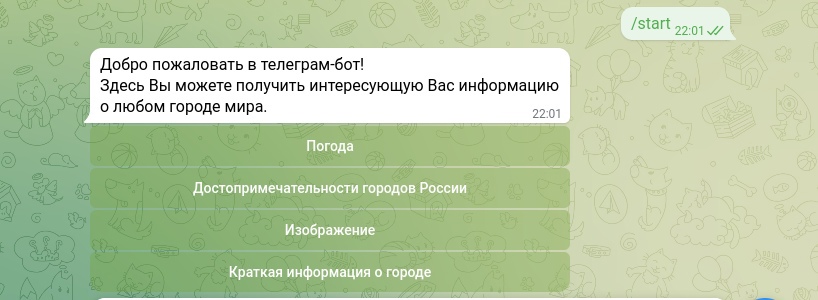 /start 22:01
Добро пожаловать в телеграм-бот!
Здесь Вы можете получить интересующую Вас информацию
о любом городе мира.
22:01
Погода
Достопримечательности городов России
Изображение
Краткая информация о городе